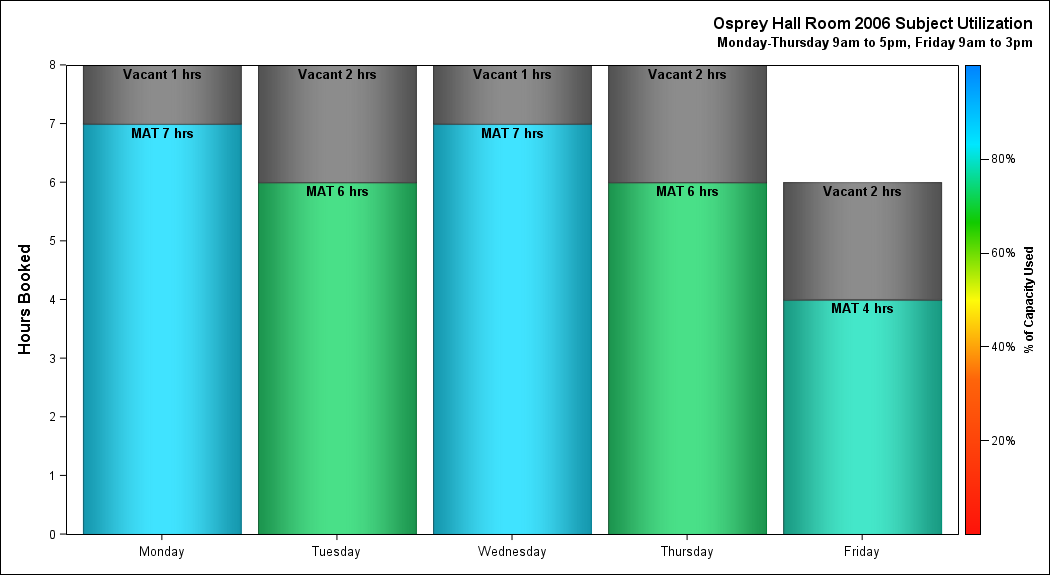 Osprey Hall Room 2006 Subject Utilization
Monday-Thursday 9am to 5pm, Friday 9am to 3pm
Hours Booked
8
7
6
5
4
3
2
1
0
Vacant 1 hrs
MAT 7 hrs
Vacant 2 hrs
MAT 6 hrs
Vacant 1 hrs
MAT 7 hrs
Vacant 2 hrs
MAT 6 hrs
Vacant 2 hrs
MAT 4 hrs
Monday
Tuesday
Wednesday
Thursday
Friday
80%
60%
40%
20%
% of Capacity Used